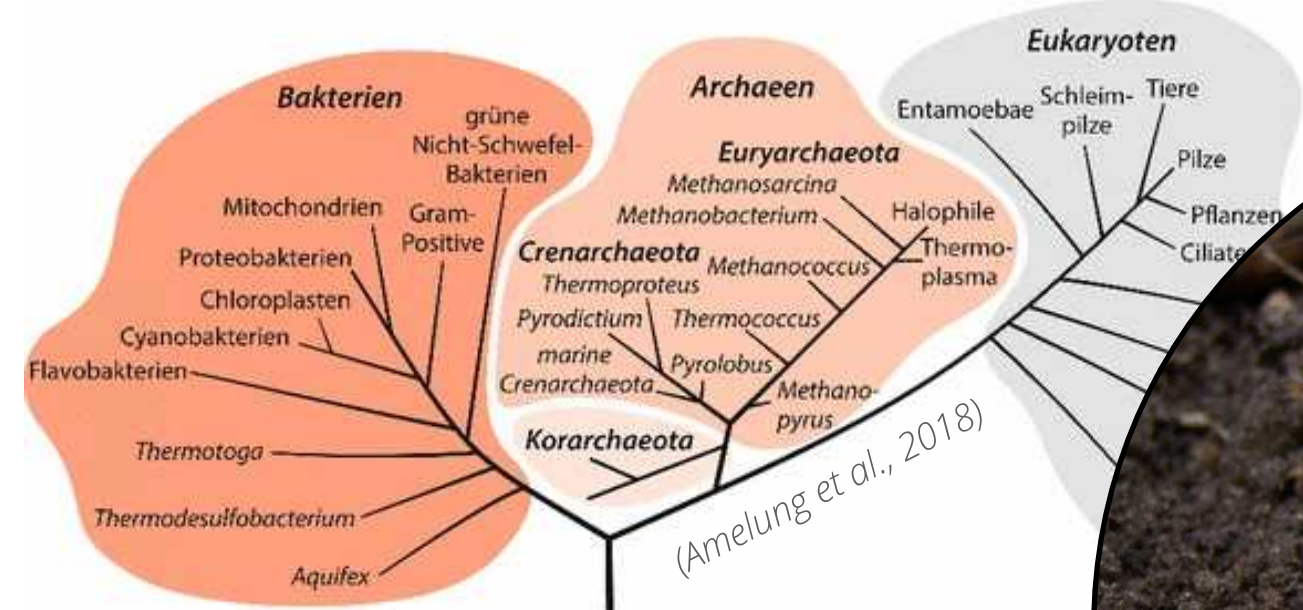 Bakterien
grüne
Nicht-Schwefel-
Bakterien
Mitochondrien
Gram-
Positive
Proteobakterien
Chloroplasten
Cyanobakterien
Flavobakterien
Thermotoga
Thermodesulfobacterium
Aquifex
Archaeen
Euryarchaeota
Methanosarcina
Methanobacterium
Halophile
Crenarchaeota
Methanococcus
Thermo-
plasma
Thermoproteus
Pyrodictium
Thermococcus
marine
Crenarchaeota
Pyrolobus
Methano-
pyrus
Korarchaeota
Eukaryoten
Entamoebae
Schleim-
pilze
Tiere
Pilze
Pflanzen
Ciliate
(Amelung et al., 2018)